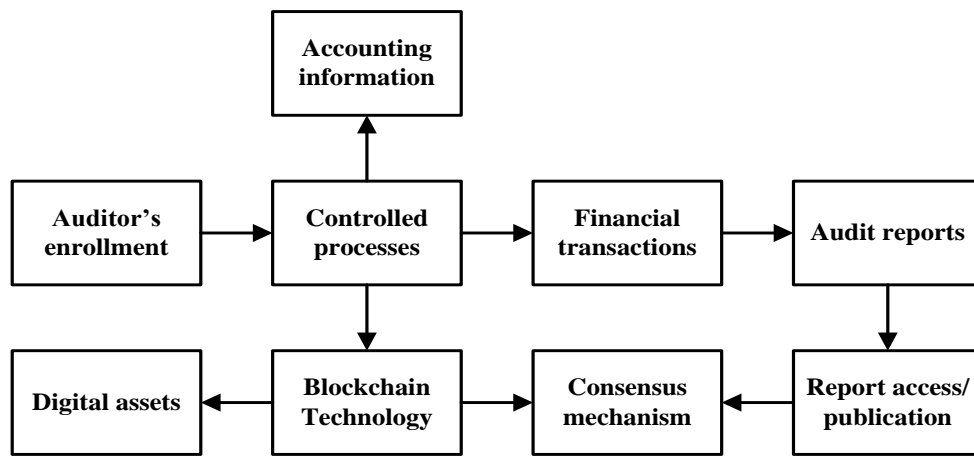 Accounting
information
Auditor’s
enrollment
Controlled
processes
Financial
transactions
Audit reports
Digital assets
Blockchain
Technology
Consensus
mechanism
Report access/
publication